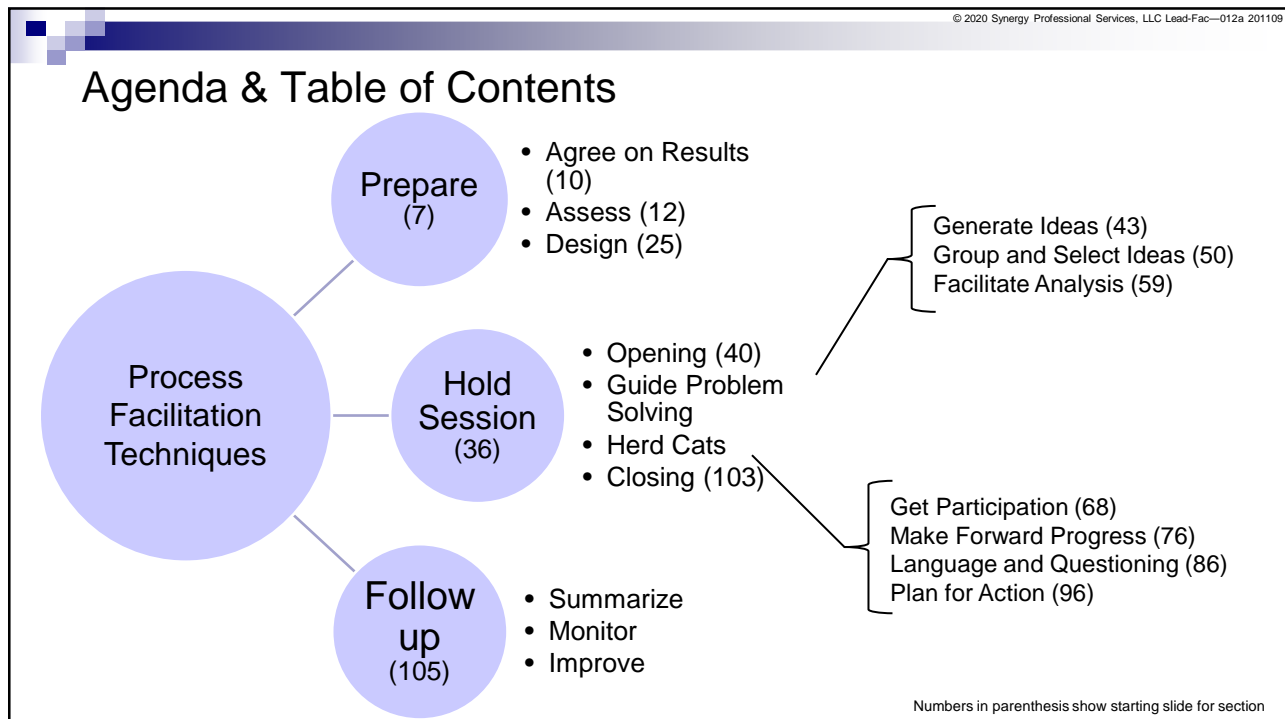 © 2020 Synergy Professional Services, LLC Lead-Fac—012a 201109
Agenda & Table of Contents
Process
Facilitation
Techniques
Prepare
(7)
• Agree on Results
(10)
• Assess (12)
• Design (25)
Hold
Session
(36)
• Opening (40)
• Guide Problem
Solving
• Herd Cats
• Closing (103)
Generate Ideas (43)
Group and Select Ideas (50)
Facilitate Analysis (59)
Get Participation (68)
Make Forward Progress (76)
Language and Questioning (86)
Plan for Action (96)
Follow
up
(105)
• Summarize
• Monitor
• Improve
Numbers in parenthesis show starting slide for section